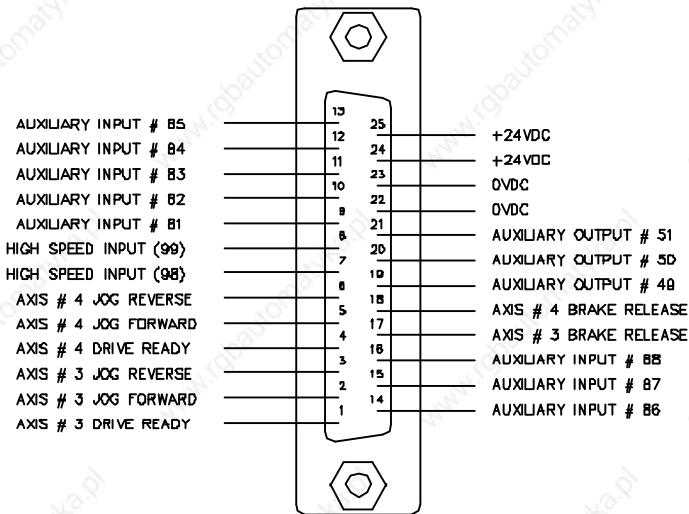 AUXILIARY INPUT # 85
AUXILIARY INPUT # 84
AUXILIARY INPUT # 83
AUXILIARY INPUT # 82
AUXILIARY INPUT # 81
HIGH SPEED INPUT (99)
HIGH SPEED INPUT (98)
AXIS # 4 JOG REVERSE
AXIS # 4 JOG FORWARD
AXIS # 4 DRIVE READY
AXIS # 3 JOG REVERSE
AXIS # 3 JOG FORWARD
AXIS # 3 DRIVE READY
13
12
11
10
9
8
7
6
5
4
3
2
1
25
24
23
22
21
20
19
18
17
16
15
14
+24VDC
+24VDC
0VDC
0VDC
AUXILIARY OUTPUT # 51
AUXILIARY OUTPUT # 50
AUXILIARY OUTPUT # 49
AXIS # 4 BRAKE RELEASE
AXIS # 3 BRAKE RELEASE
AUXILIARY INPUT # 88
AUXILIARY INPUT # 87
AUXILIARY INPUT # 86
www.rgbautomatyka.pl